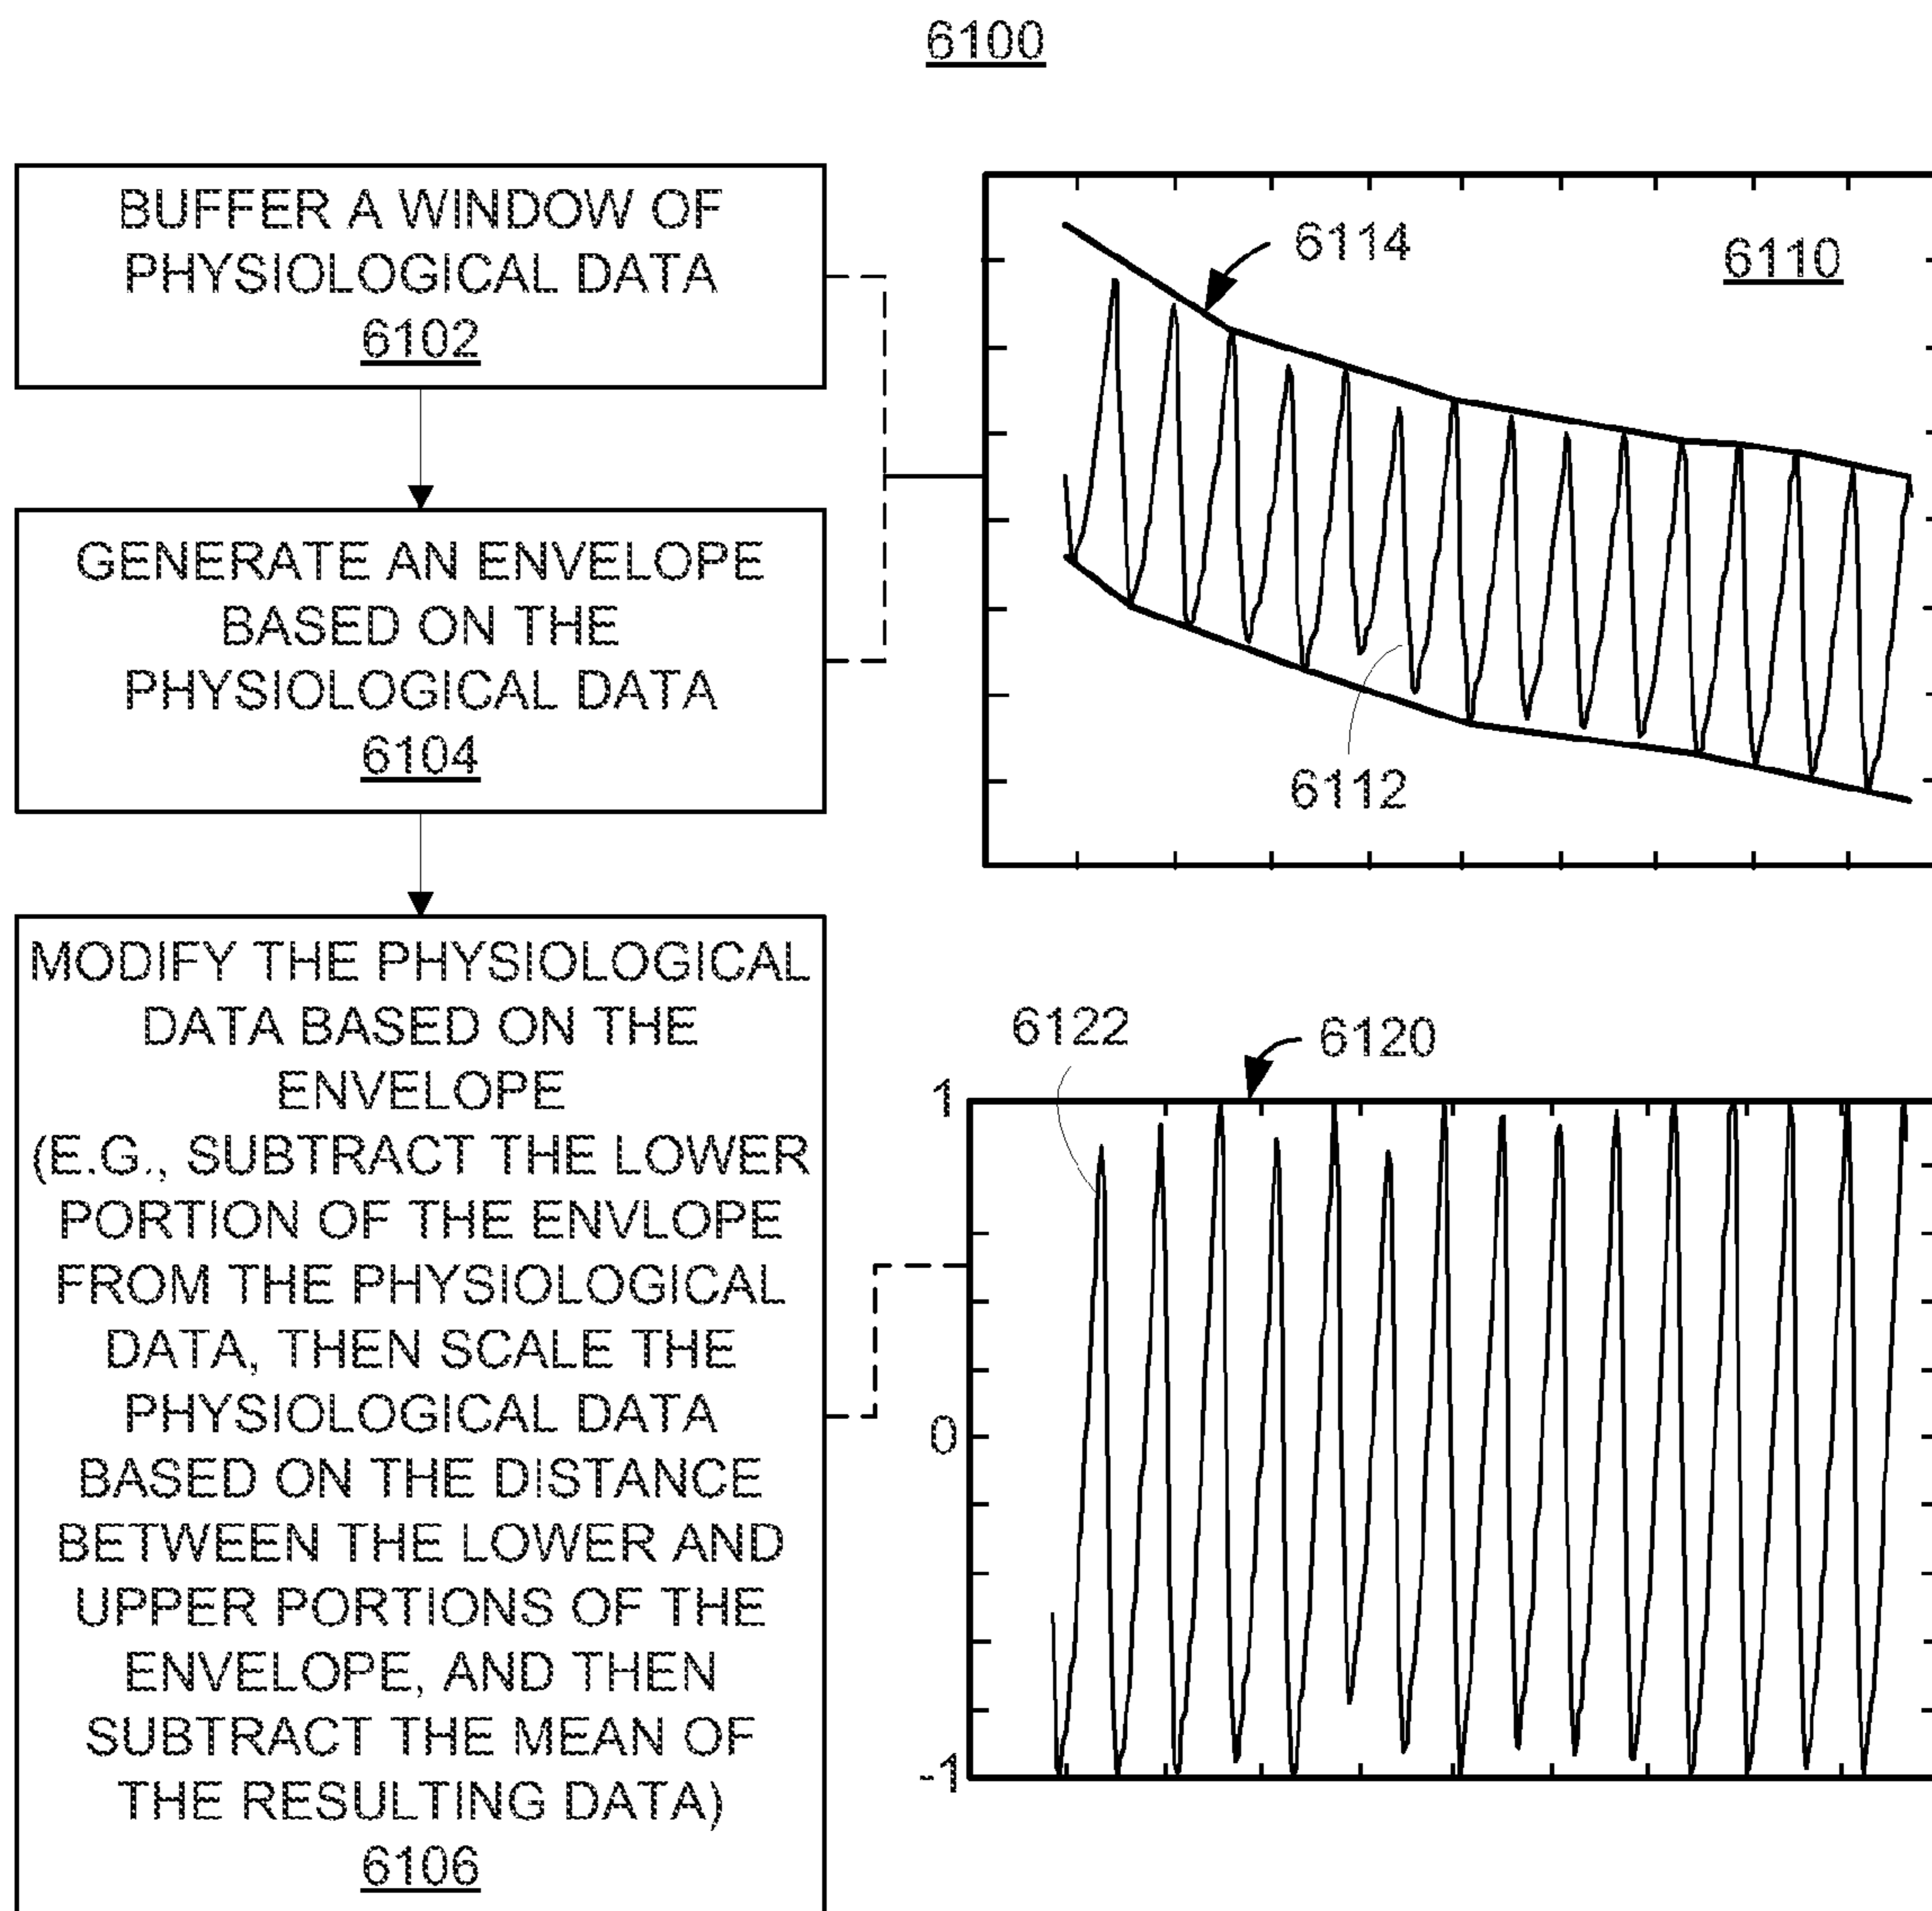 6100
BUFFER A WINDOW OF
PHYSIOLOGICAL DATA
6102
GENERATE AN ENVELOPE
BASED ON THE
PHYSIOLOGICAL DATA
6104
MODIFY THE PHYSIOLOGICAL
DATA BASED ON THE
ENVELOPE
(E.G., SUBTRACT THE LOWER
PORTION OF THE ENVLOPE
FROM THE PHYSIOLOGICAL
DATA, THEN SCALE THE
PHYSIOLOGICAL DATA
BASED ON THE DISTANCE
BETWEEN THE LOWER AND
UPPER PORTIONS OF THE
ENVELOPE, AND THEN
SUBTRACT THE MEAN OF
THE RESULTING DATA)
6106
6114
6110
6112
6122
6120
1
0
-1